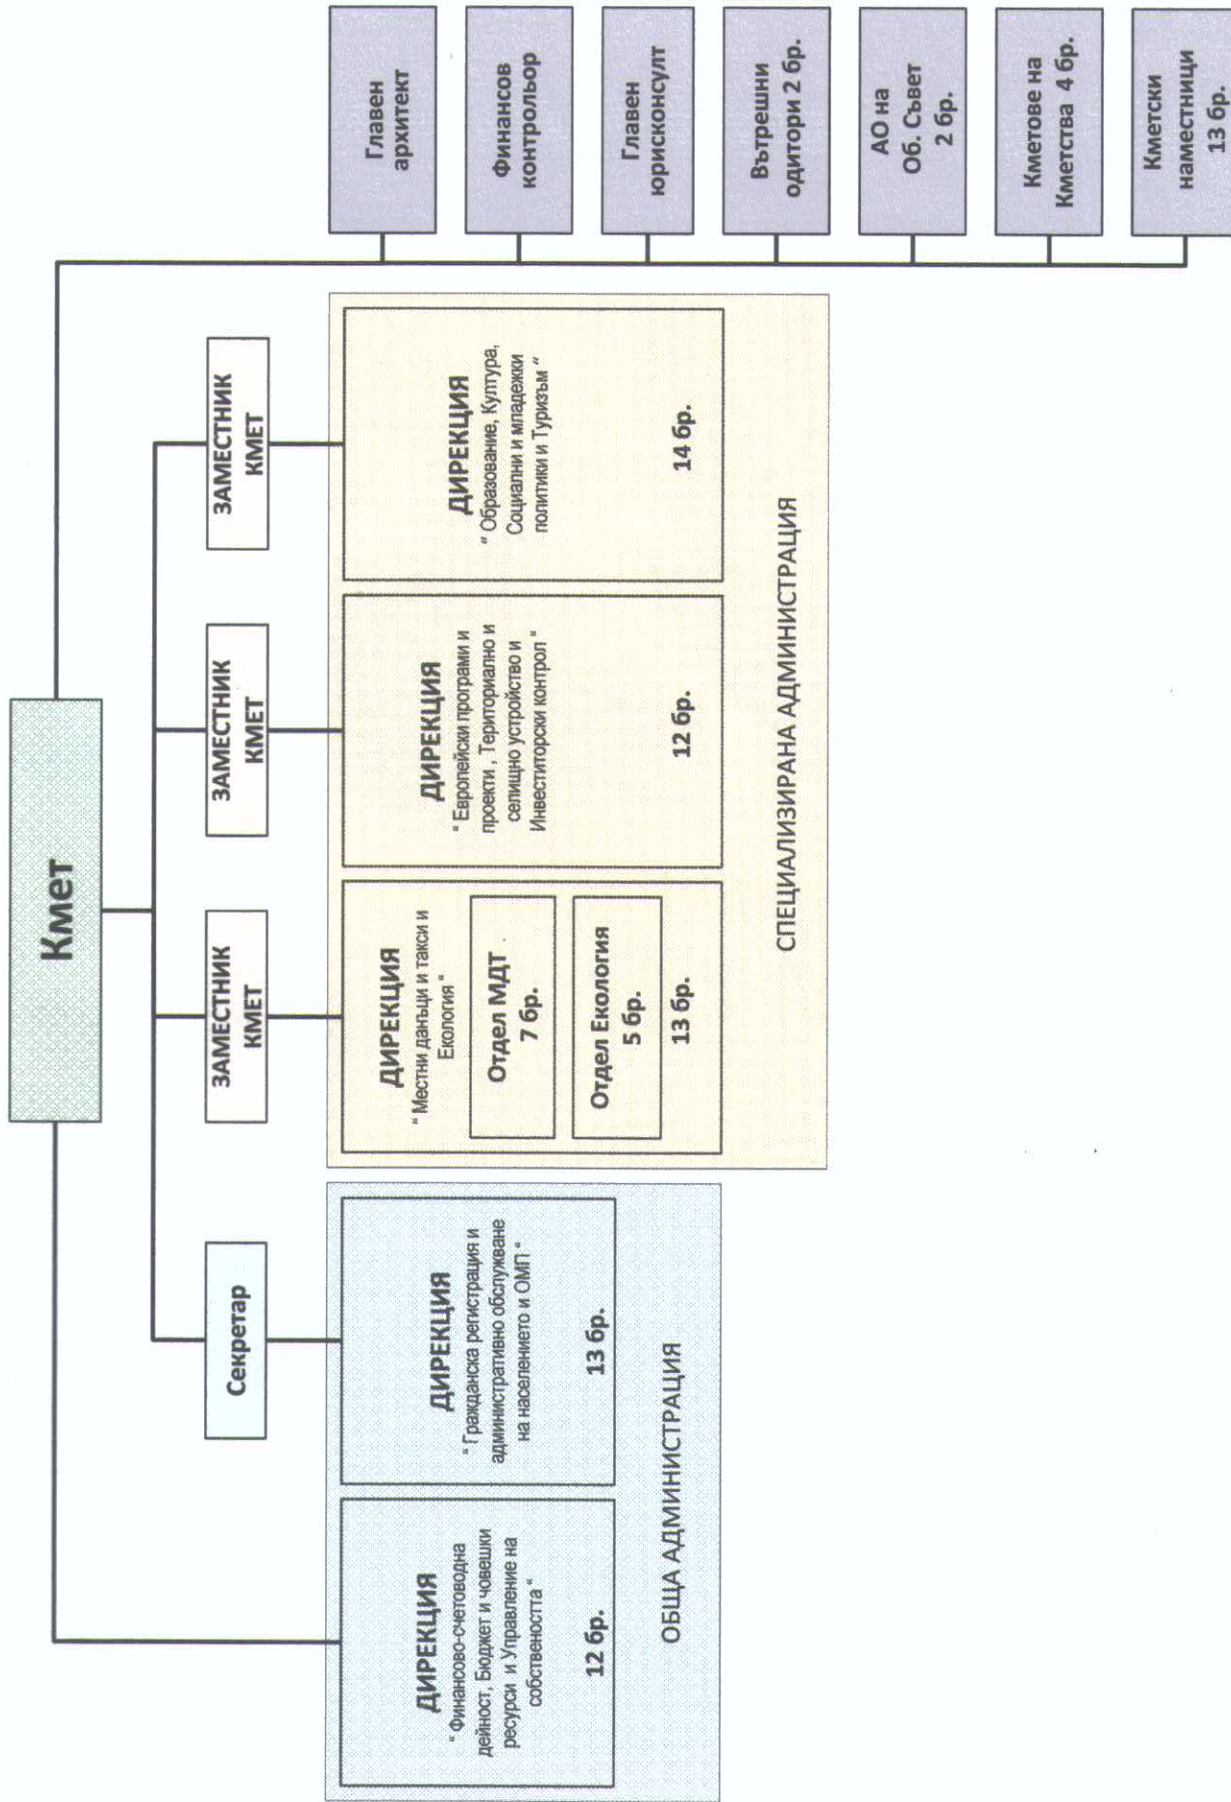 Кмет
Секретар
ЗАМЕСТНИК
КМЕТ
ЗАМЕСТНИК
КМЕТ
ЗАМЕСТНИК
КМЕТ
ДИРЕКЦИЯ
“ Финансово-счетоводна
дейност, Бюджет и човешки
ресурси и Управление на
собствеността “
12 бр.
ДИРЕКЦИЯ
“ Гражданска регистрация и
административно обслужване
на населението и ОМП “
13 бр.
ОБЩА АДМИНИСТРАЦИЯ
ДИРЕКЦИЯ
“ Местни данъци и такси и
Екология “
Отдел МДТ
7 бр.
Отдел Екология
5 бр.
13 бр.
ДИРЕКЦИЯ
“ Европейски програми и
проекти , Териториално и
селищно устройство и
Инвеститорски контрол “
12 бр.
ДИРЕКЦИЯ
“ Образование, Култура,
Социални и младежки
политики и Туризъм “
14 бр.
СПЕЦИАЛИЗИРАНА АДМИНИСТРАЦИЯ
Главен
архитект
Финансов
контрольор
Главен
юрисконсулт
Вътрешни
одитори 2 бр.
АО на
Об. Съвет
2 бр.
Кметове на
Кметства 4 бр.
Кметски
наместници
13 бр.